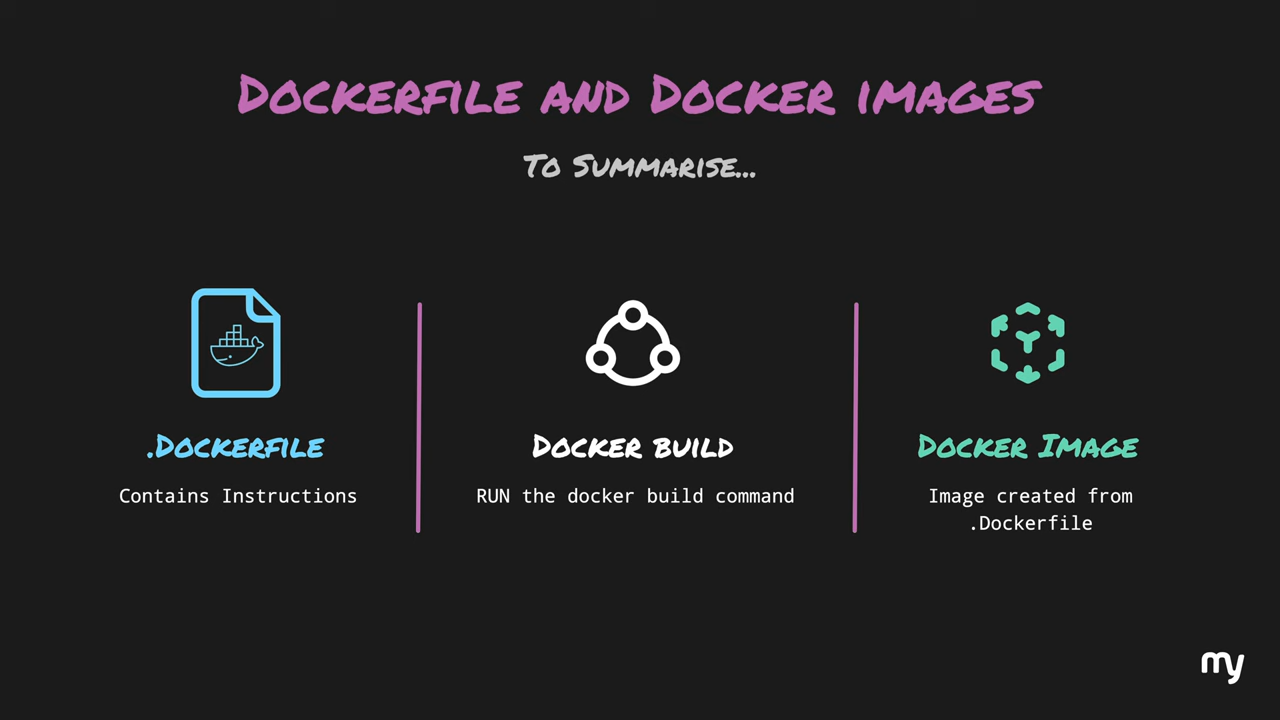 Dockerfile and Docker images
To Summarise...
.Dockerfile
Contains Instructions
Docker build
RUN the docker build command
Docker Image
Image created from
.Dockerfile
my